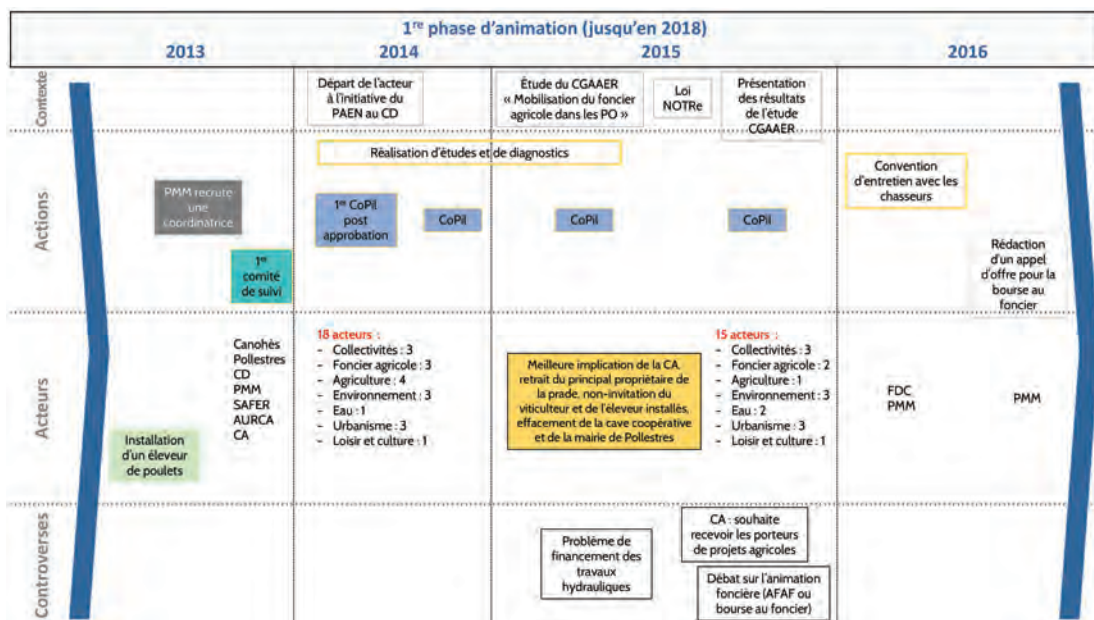 1re phase d'animation (jusqu'en 2018)
2013
2014
2015
2016
Contexte
Départ de l'acteur
à l'initiative du
PAEN au CD
Étude du CGAAER
« Mobilisation du foncier
agricole dans les PO »
Loi
NOTRe
Présentation
des résultats
de l'étude
CGAAER
Actions
Réalisation d'études et de diagnostics
PMM recrute
une
coordinatrice
1er
comité
de suivi
1er CoPil
post
approbation
CoPil
CoPil
CoPil
Convention
d'entretien avec les
chasseurs
Rédaction
d'un appel
d'offre pour la
bourse au
foncier
Acteurs
Installation
d'un éleveur
de poulets
Canohès
Pollestres
CD
PMM
SAFER
AURCA
CA
18 acteurs :
- Collectivités : 3
- Foncier agricole : 3
- Agriculture : 4
- Environnement : 3
- Eau : 1
- Urbanisme : 3
- Loisir et culture : 1
Meilleure implication de la CA,
retrait du principal propriétaire de
la prade, non-invitation du
viticulteur et de l'éleveur installés,
effacement de la cave coopérative
et de la mairie de Pollestres
15 acteurs :
- Collectivités : 3
- Foncier agricole : 2
- Agriculture : 1
- Environnement : 3
- Eau : 2
- Urbanisme : 3
- Loisir et culture : 1
FDC
PMM
PMM
Controverses
Problème de
financement des
travaux
hydrauliques
CA : souhaite
recevoir les porteurs
de projets agricoles
Débat sur l'animation
foncière (AFAF ou
bourse au foncier)